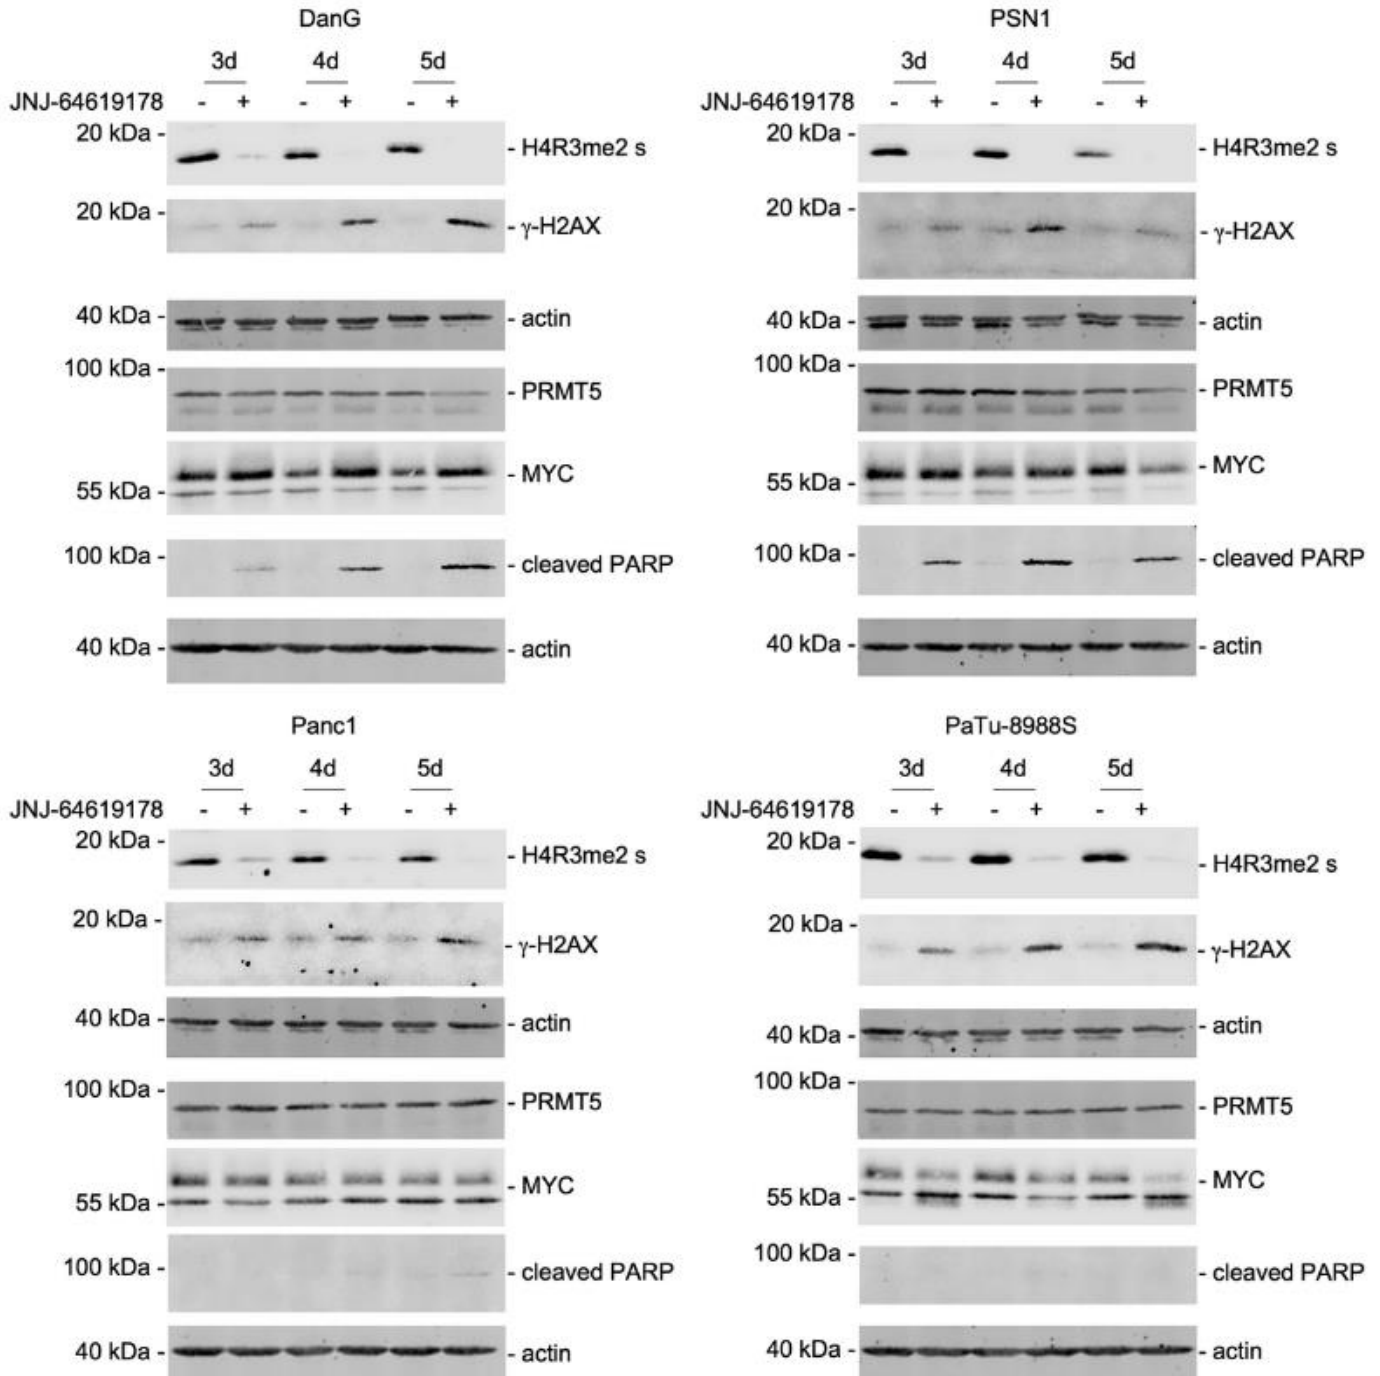 DanG
3d 4d 5d
JNJ-64619178 - + - + - +
20 kDa - - H4R3me2 s
20 kDa - - γ-H2AX
40 kDa - - actin
100 kDa - - PRMT5
- MYC
55 kDa -
100 kDa - - cleaved PARP
40 kDa - - actin
PSN1
3d 4d 5d
JNJ-64619178 - + - + - +
20 kDa - - H4R3me2 s
20 kDa - - γ-H2AX
40 kDa - - actin
100 kDa - - PRMT5
- MYC
55 kDa -
100 kDa - - cleaved PARP
40 kDa - - actin
Panc1
3d 4d 5d
JNJ-64619178 - + - + - +
20 kDa - - H4R3me2 s
20 kDa - - γ-H2AX
40 kDa - - actin
100 kDa - - PRMT5
- MYC
55 kDa -
100 kDa - - cleaved PARP
40 kDa - - actin
PaTu-8988S
3d 4d 5d
JNJ-64619178 - + - + - +
20 kDa - - H4R3me2 s
20 kDa - - γ-H2AX
40 kDa - - actin
100 kDa - - PRMT5
- MYC
55 kDa -
100 kDa - - cleaved PARP
40 kDa - - actin